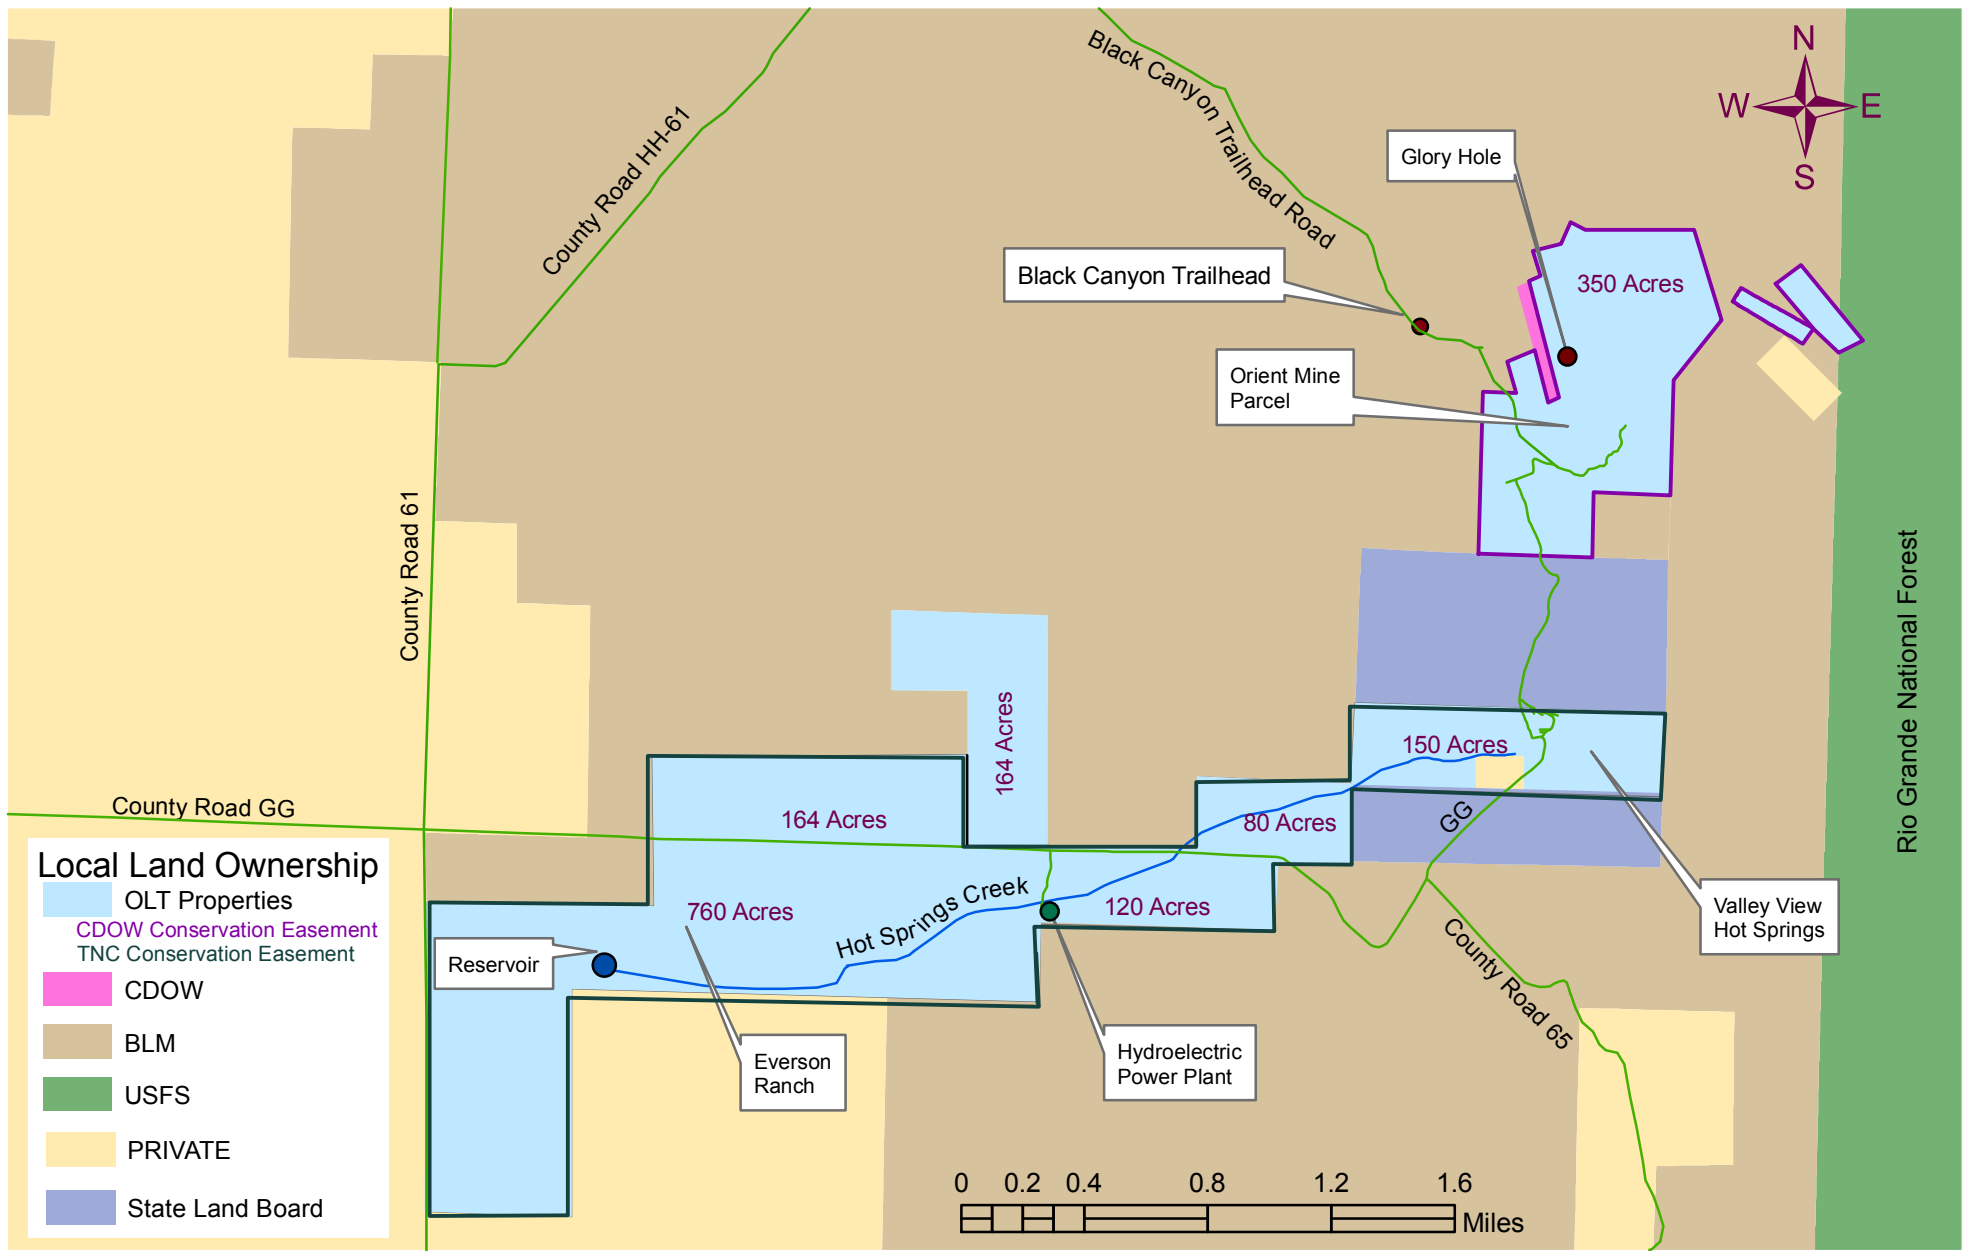 N
W
E
S
Black Canyon Trailhead Road
County Road HH-61
Glory Hole
Black Canyon Trailhead
350 Acres
Orient Mine
Parcel
County Road 61
Rio Grande National Forest
164 Acres
150 Acres
County Road GG
164 Acres
80 Acres
GG
760 Acres
Hot Springs Creek
120 Acres
Valley View
Hot Springs
Reservoir
County Road 65
Everson
Ranch
Hydroelectric
Power Plant
Local Land Ownership
OLT Properties
CDOW Conservation Easement
TNC Conservation Easement
CDOW
BLM
USFS
PRIVATE
State Land Board
0 0.2 0.4 0.8 1.2 1.6
Miles